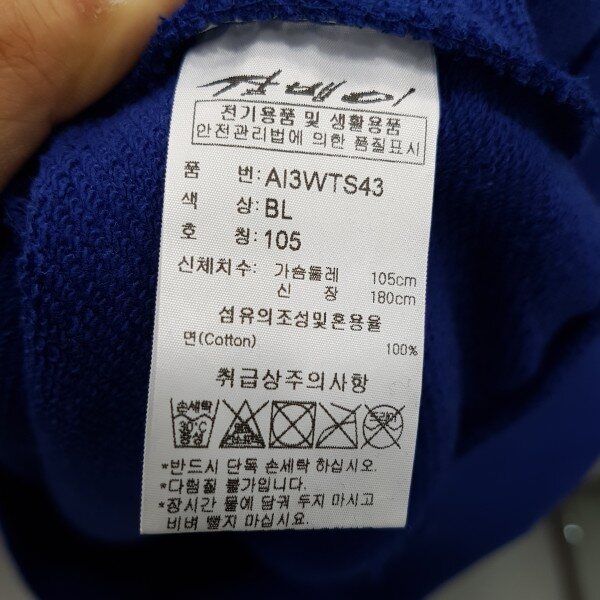 전기용품 및 생활용품
안전관리법에 의한 품질표시
품 번: AI3WTS43
색 상: BL
호 칭: 105
신체치수: 가슴둘레 105cm
신 장 180cm
섬유의조성및혼용율
면(Cotton) 100%
취급상주의사항
손세탁
30℃
중성
드라이
*반드시 단독 손세탁 하십시오.
*다림질 불가입니다.
*장시간 물에 담궈 두지 마시고
비벼 빨지 마십시요.